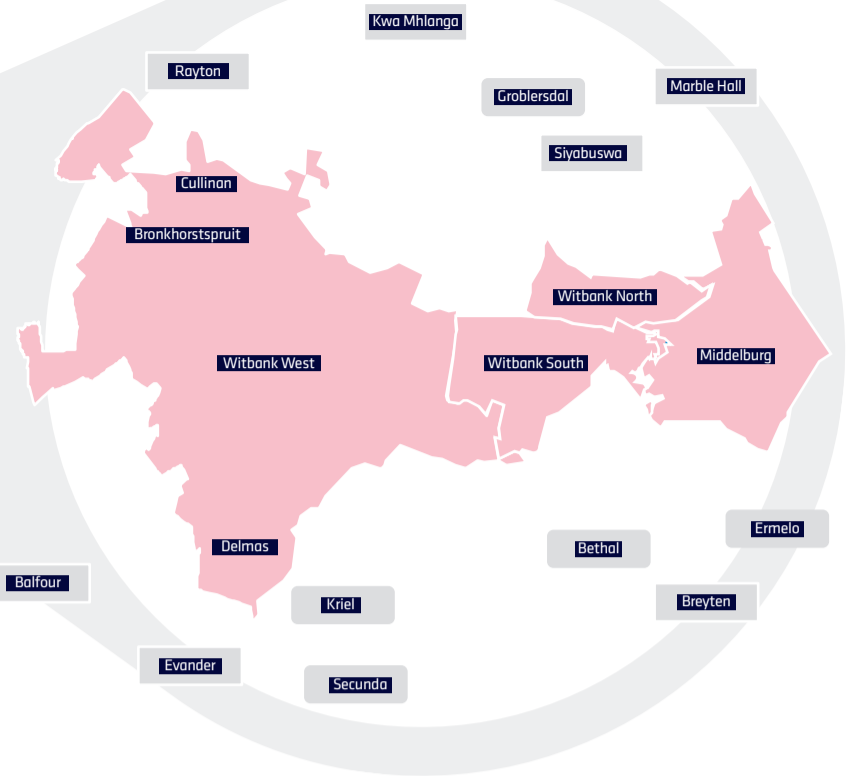 Kwa Mhlanga
Rayton
Marble Hall
Groblersdal
Siyabuswa
Cullinan
Bronkhorstspruit
Witbank North
Witbank West
Witbank South
Middelburg
Ermelo
Delmas
Bethal
Balfour
Kriel
Breyten
Evander
Secunda